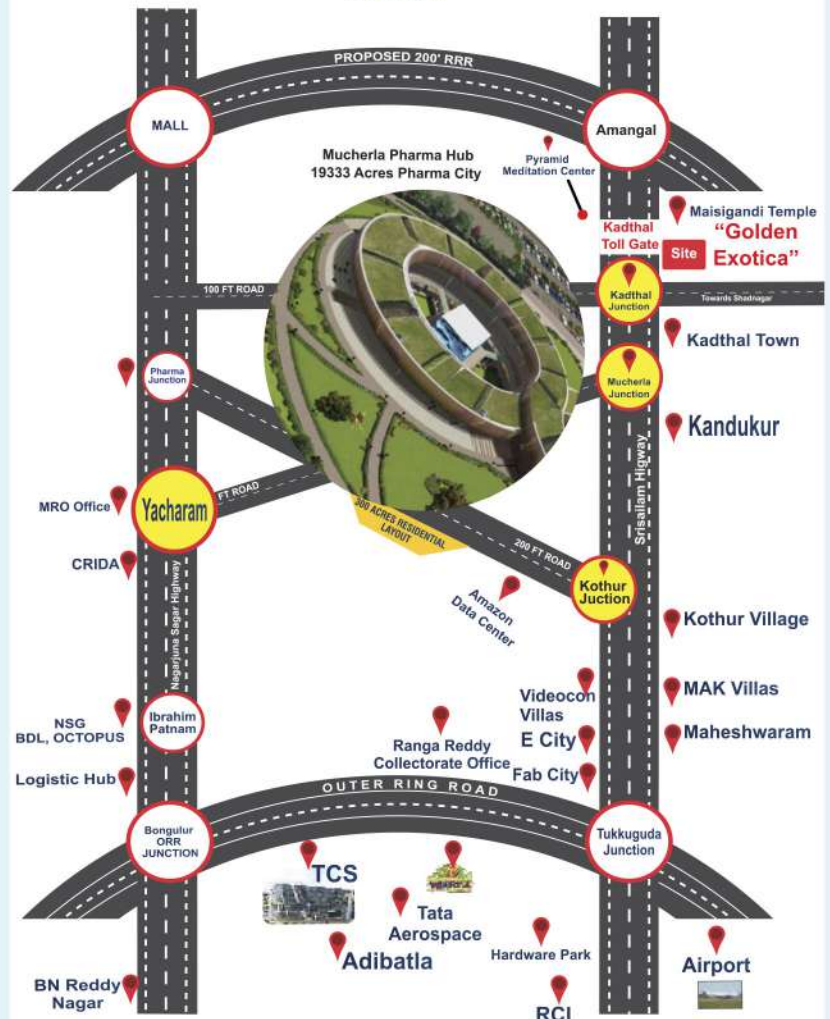 PROPOSED 200' RRR
MALL
Amangal
Mucherla Pharma Hub
19333 Acres Pharma City
Pyramid
Meditation Center
Maisigandi Temple
Kadthal
Toll Gate
Site
“Golden
Exotica”
100 FT ROAD
Kadthal
Junction
Towards Shadnagar
Kadthal Town
Pharma
Junction
Mucherla
Junction
Kandukur
MRO Office
Yacharam
FT ROAD
300 ACRES RESIDENTIAL
LAYOUT
200 FT ROAD
Srisailam Higway
CRIDA
Nagarjuna Sagar Highway
Amazon
Data Center
Kothur
Juction
Kothur Village
Videocon
Villas
MAK Villas
NSG
BDL, OCTOPUS
Ibrahim
Patnam
Ranga Reddy
Collectorate Office
E City
Maheshwaram
Logistic Hub
Fab City
OUTER RING ROAD
Bongulur
ORR
JUNCTION
Tukkuguda
Junction
TCS
Tata
Aerospace
Adibatla
Hardware Park
Airport
BN Reddy
Nagar
RCI